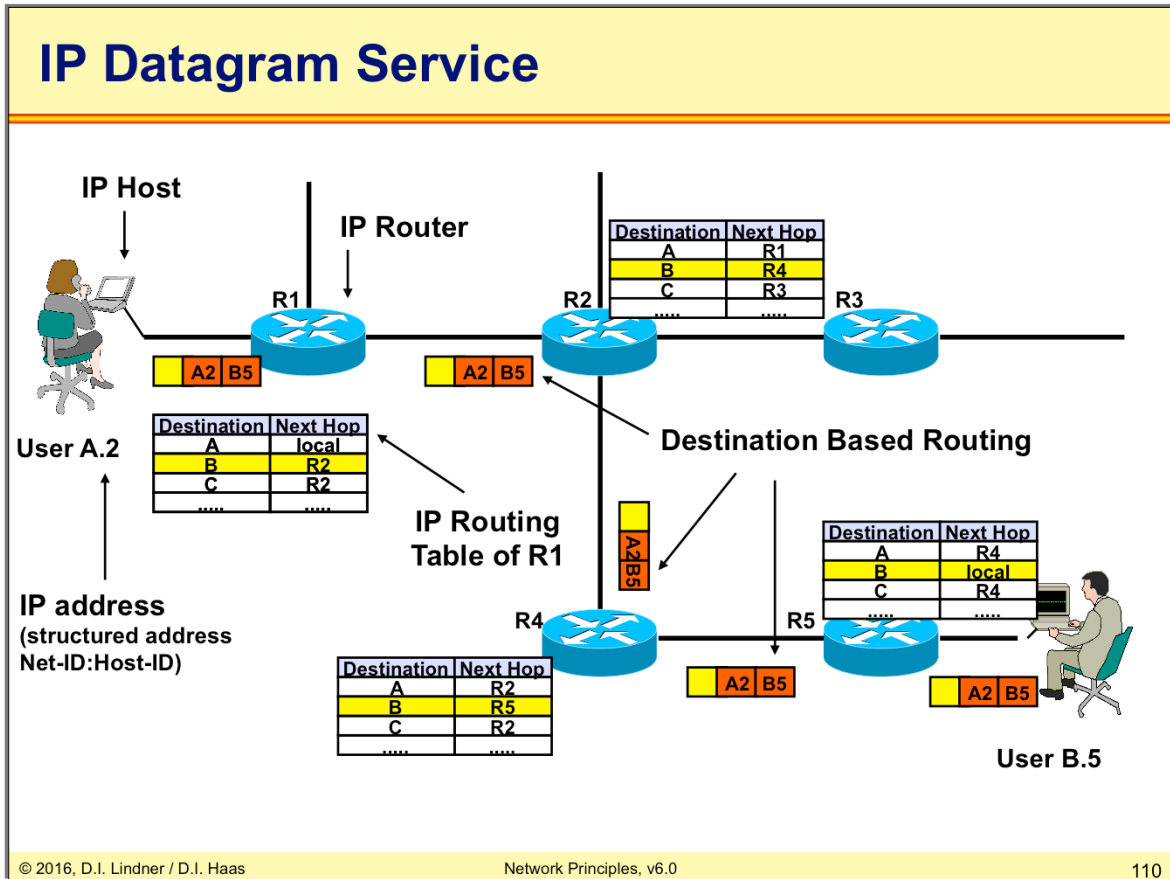 IP Datagram Service
IP Host
IP Router
R1
R2
R3
Destination Next Hop
A R1
B R4
C R3
..... .....
A2 B5
A2 B5
User A.2
Destination Next Hop
A local
B R2
C R2
..... .....
Destination Based Routing
IP Routing
Table of R1
A2 B5
IP address
(structured address
Net-ID:Host-ID)
R4
R5
Destination Next Hop
A R4
B local
C R4
..... .....
Destination Next Hop
A R2
B R5
C R2
..... .....
A2 B5
A2 B5
User B.5
© 2016, D.I. Lindner / D.I. Haas
Network Principles, v6.0
110